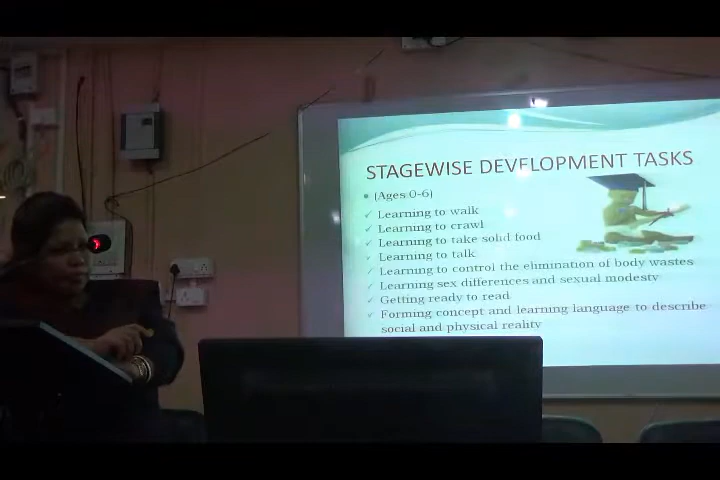 STAGEWISE DEVELOPMENT TASKS
(Ages 0-6)
Learning to walk
Learning to crawl
Learning to take solid food
Learning to talk
Learning to control the elimination of body wastes
Learning sex differences and sexual modesty
Getting ready to read
Forming concept and learning language to describe
social and physical reality